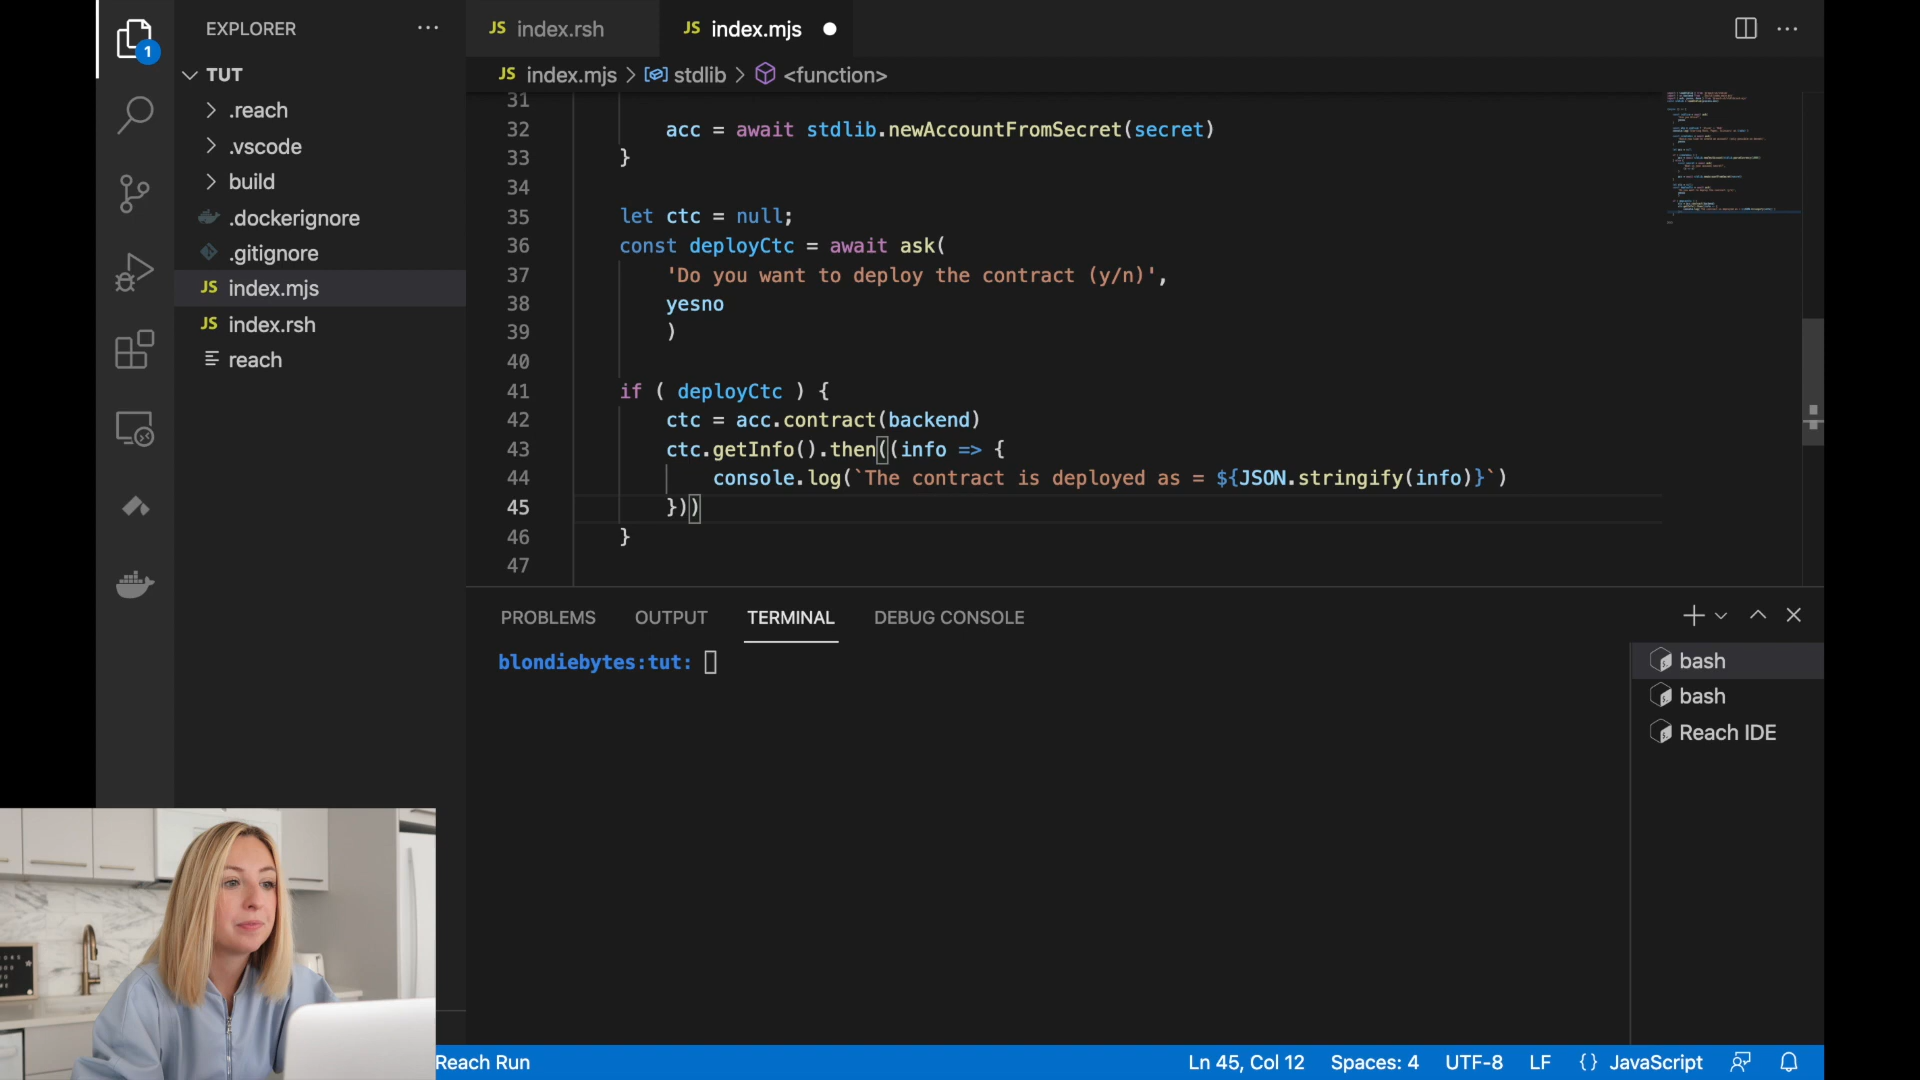 EXPLORER
TUT
.reach
.vscode
build
.dockerignore
.gitignore
JS index.mjs
JS index.rsh
reach
1
JS index.rsh
JS index.mjs
JS index.mjs > stdlib > <function>
31
32 acc = await stdlib.newAccountFromSecret(secret)
33 }
34
35 let ctc = null;
36 const deployCtc = await ask(
37 'Do you want to deploy the contract (y/n)',
38 yesno
39 )
40
41 if ( deployCtc ) {
42 ctc = acc.contract(backend)
43 ctc.getInfo().then((info => {
44 console.log(`The contract is deployed as = ${JSON.stringify(info)}`)
45 }))
46 }
47
PROBLEMS OUTPUT TERMINAL DEBUG CONSOLE
blondiebytes:tut:
bash
bash
Reach IDE
Reach Run
Ln 45, Col 12 Spaces: 4 UTF-8 LF {} JavaScript